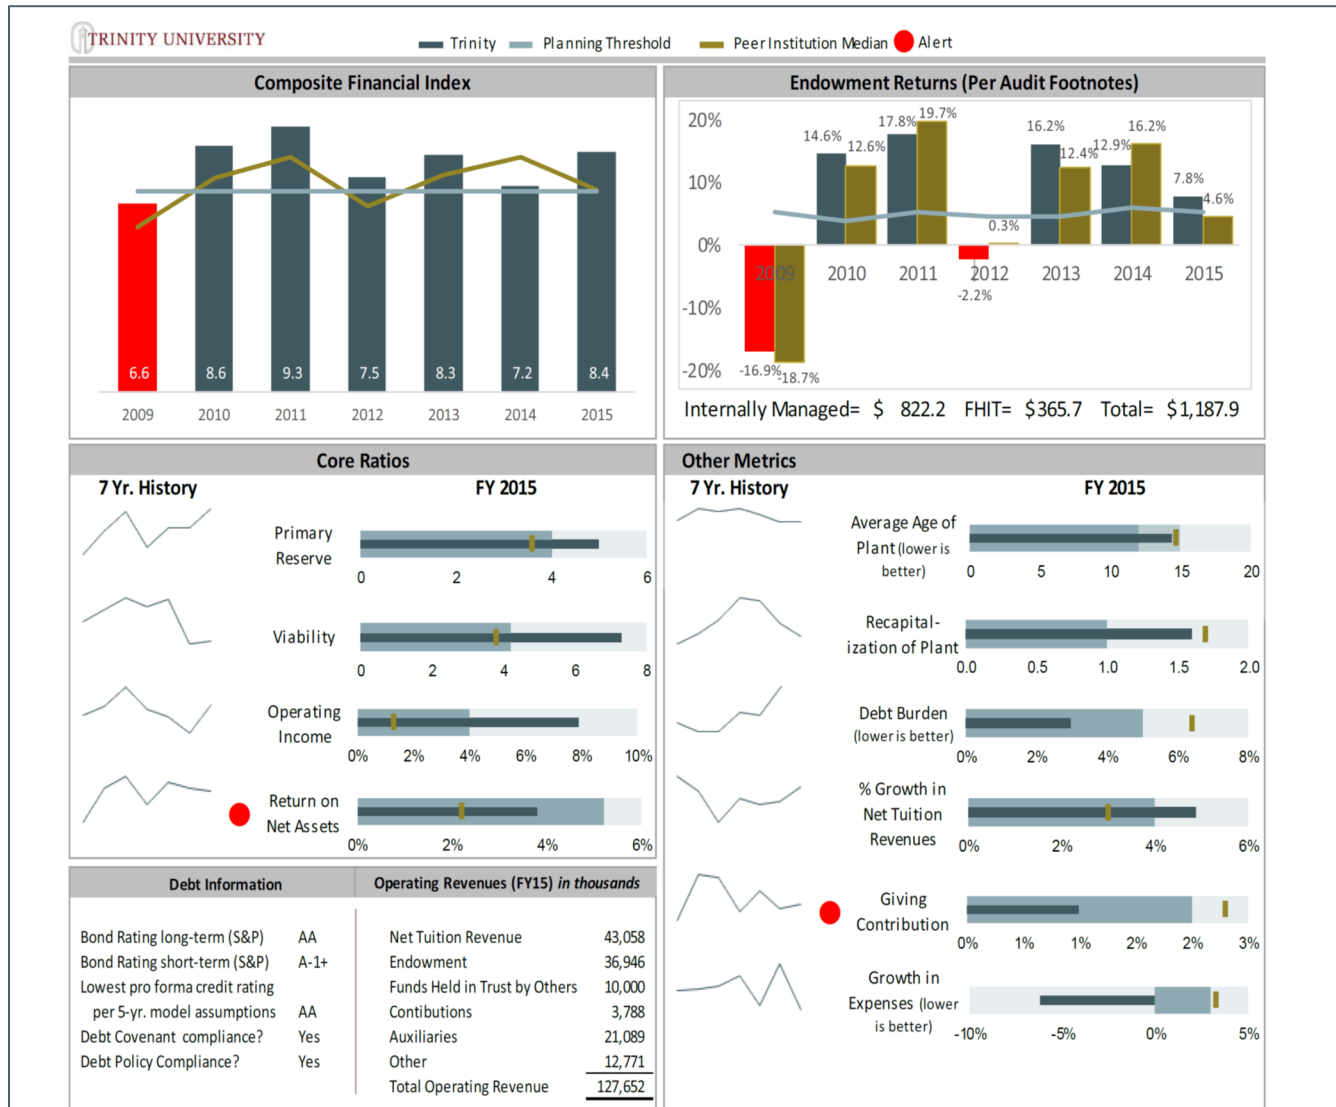 TRINITY UNIVERSITY
Trinity Planning Threshold Peer Institution Median Alert
Composite Financial Index
6.6 8.6 9.3 7.5 8.3 7.2 8.4
2009 2010 2011 2012 2013 2014 2015
Endowment Returns (Per Audit Footnotes)
20%
10%
0%
-10%
-20%
14.6% 12.6% 17.8% 19.7% 0.3% 16.2% 12.4% 12.9% 16.2% 7.8% 4.6%
2009 2010 2011 2012 2013 2014 2015
-16.9% -18.7% -2.2%
Internally Managed= $ 822.2 FHIT= $365.7 Total= $1,187.9
Core Ratios
7 Yr. History FY 2015
Primary
Reserve
0 2 4 6
Viability
0 2 4 6 8
Operating
Income
0% 2% 4% 6% 8% 10%
Return on
Net Assets
0% 2% 4% 6%
Other Metrics
7 Yr. History FY 2015
Average Age of
Plant (lower is
better)
0 5 10 15 20
Recapital-
ization of Plant
0.0 0.5 1.0 1.5 2.0
Debt Burden
(lower is better)
0% 2% 4% 6% 8%
% Growth in
Net Tuition
Revenues
0% 2% 4% 6%
Giving
Contribution
0% 1% 1% 2% 2% 3%
Growth in
Expenses (lower
is better)
-10% -5% 0% 5%
Debt Information
Bond Rating long-term (S&P) AA
Bond Rating short-term (S&P) A-1+
Lowest pro forma credit rating
per 5-yr. model assumptions AA
Debt Covenant compliance? Yes
Debt Policy Compliance? Yes
Operating Revenues (FY15) in thousands
Net Tuition Revenue 43,058
Endowment 36,946
Funds Held in Trust by Others 10,000
Contibutions 3,788
Auxiliaries 21,089
Other 12,771
Total Operating Revenue 127,652